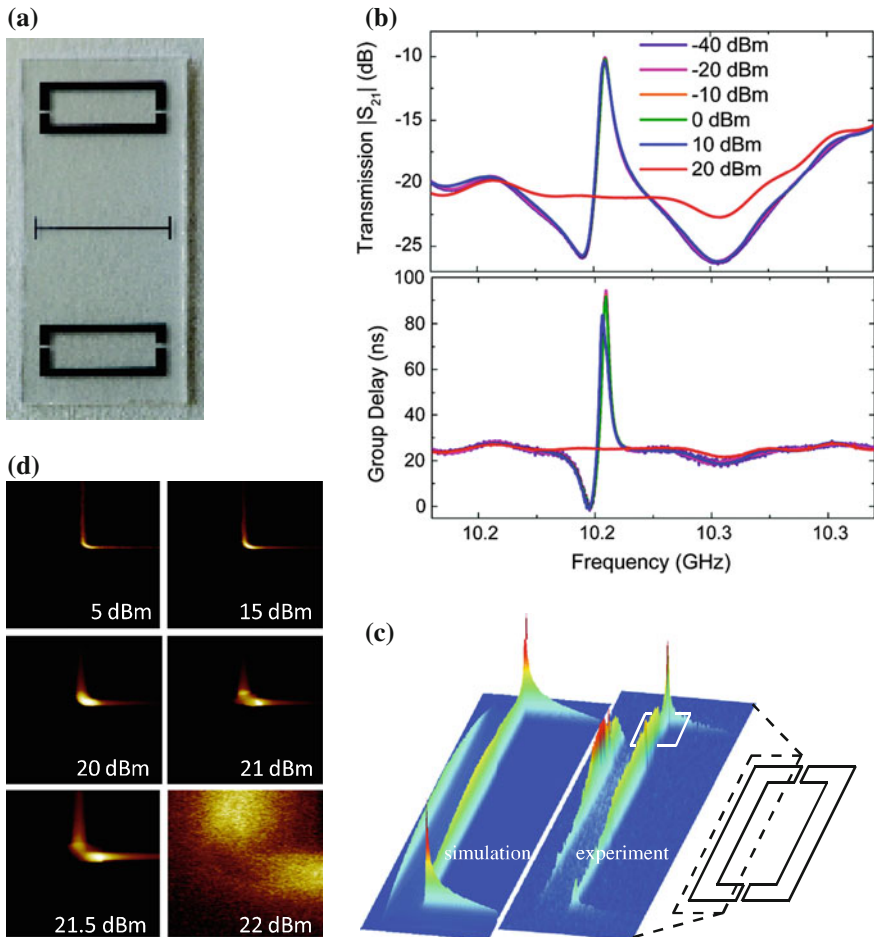 (a)
(b)
Transmission |S21| (dB)
-10
-15
-20
-25
-40 dBm
-20 dBm
-10 dBm
0 dBm
10 dBm
20 dBm
Group Delay (ns)
100
80
60
40
20
0
10.2
10.2
10.3
10.3
Frequency (GHz)
(d)
5 dBm
15 dBm
20 dBm
21 dBm
21.5 dBm
22 dBm
(c)
simulation
experiment